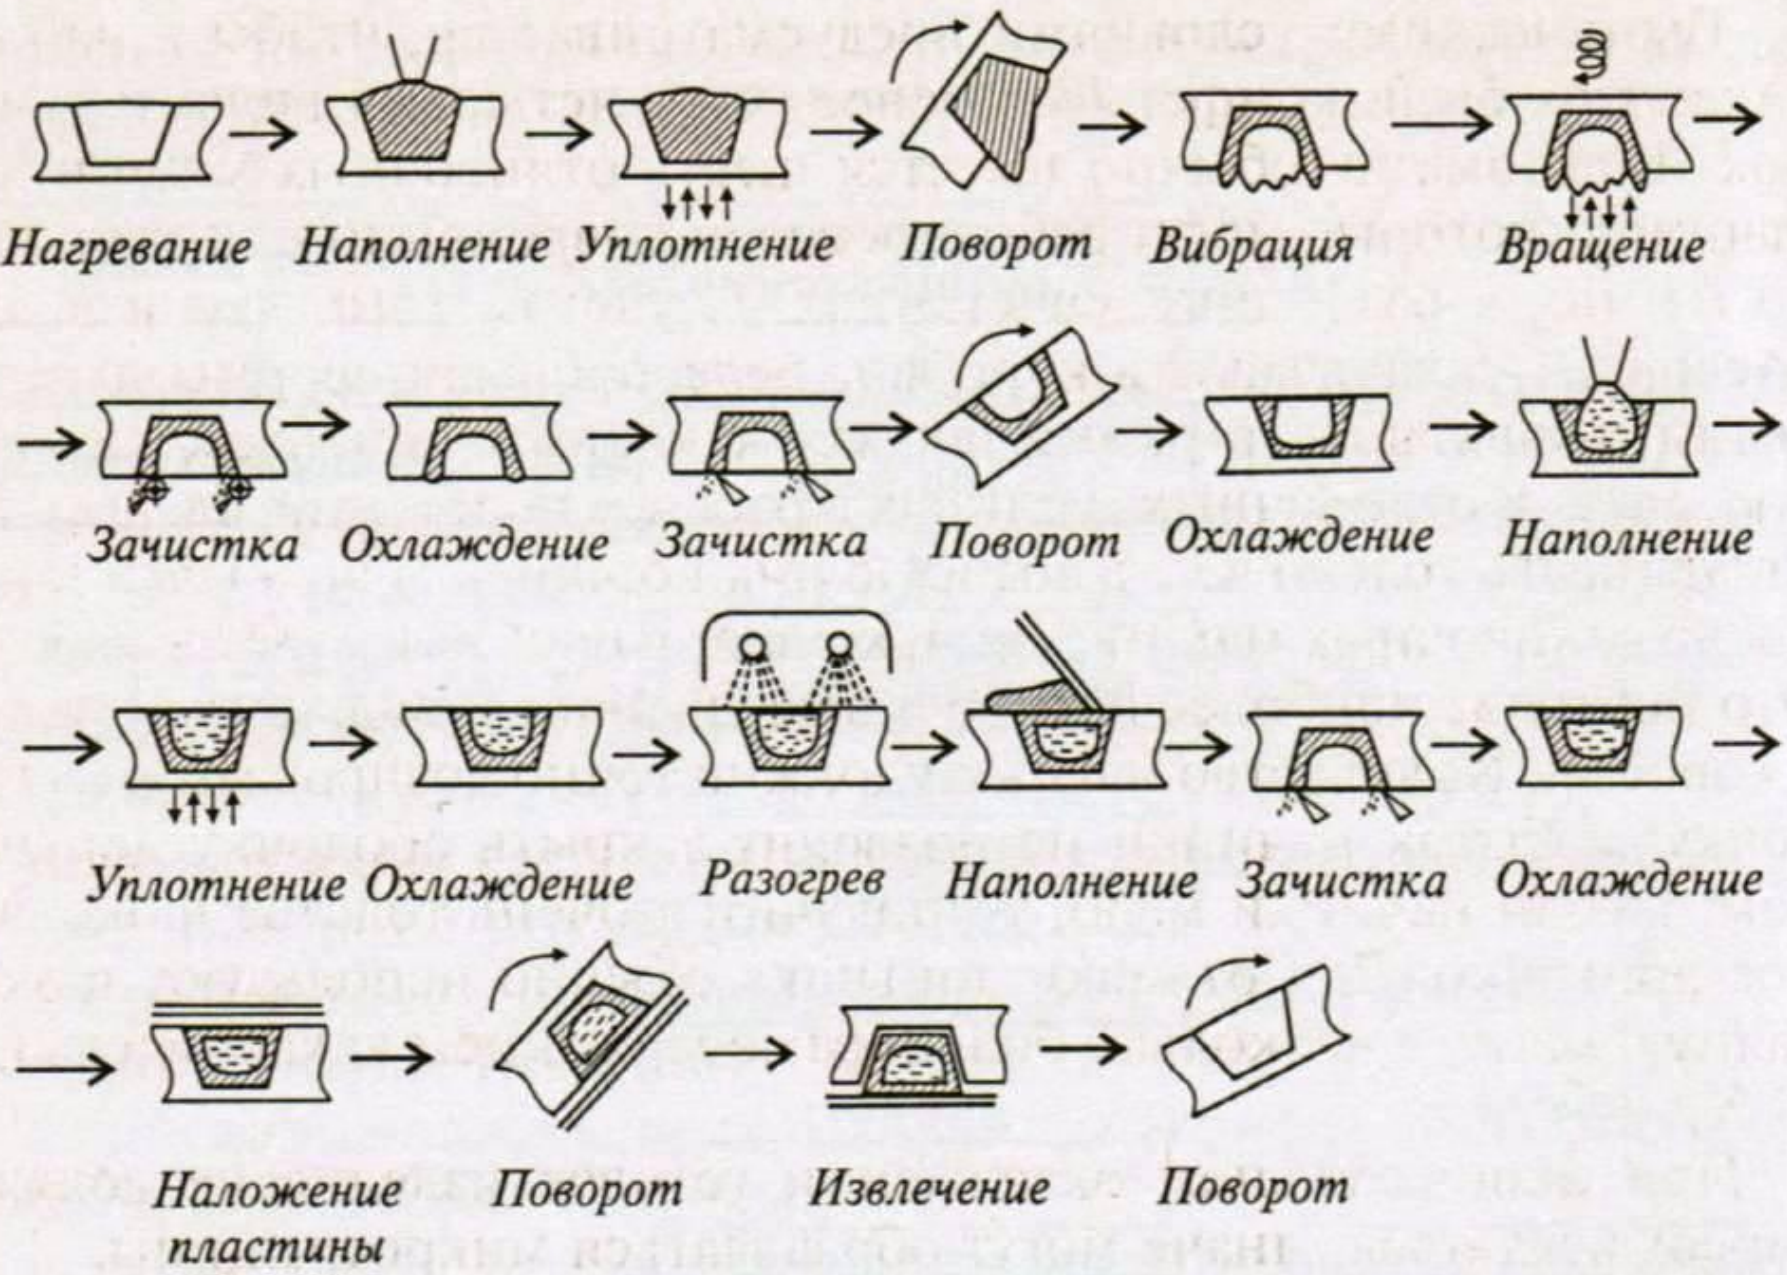 Нагревание Наполнение Уплотнение Поворот Вибрация Вращение
Зачистка Охлаждение Зачистка Поворот Охлаждение Наполнение
Уплотнение Охлаждение Разогрев Наполнение Зачистка Охлаждение
Наложение Поворот Извлечение Поворот
пластины